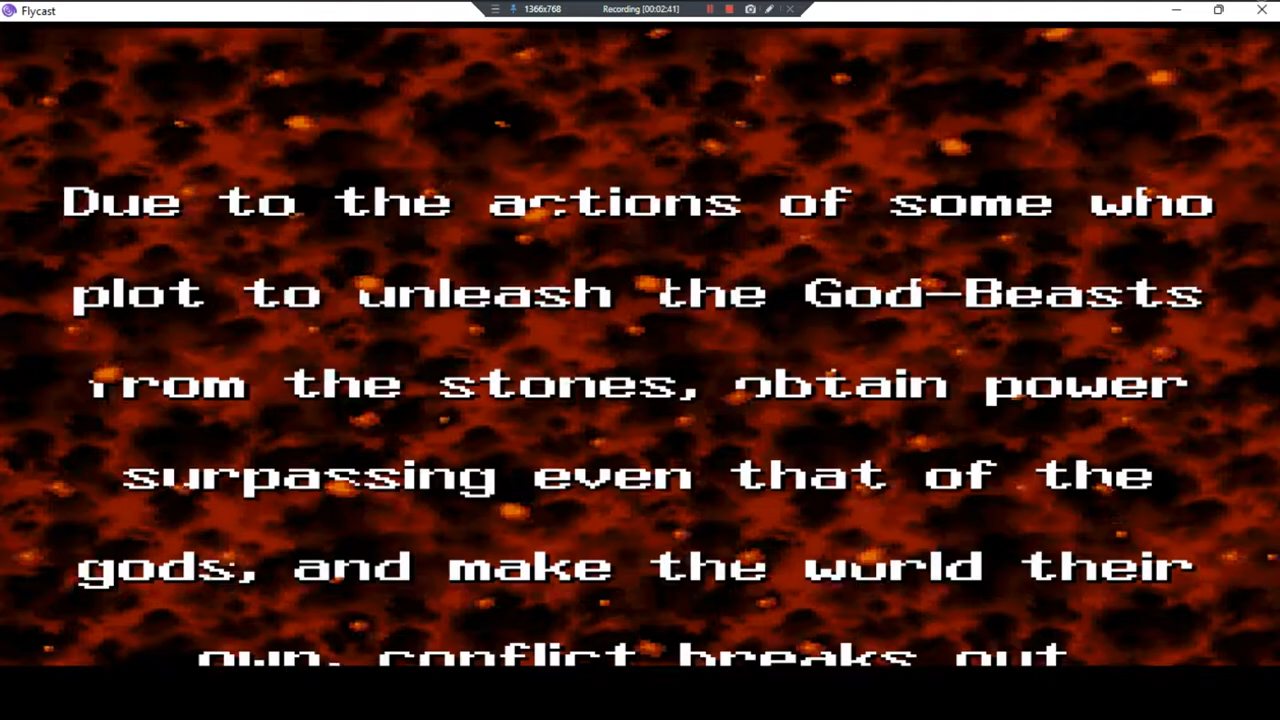 Flycast
1366x768
Recording [00:02:41]
Due to the actions of some who
plot to unleash the God-Beasts
from the stones, obtain power
surpassing even that of the
gods, and make the world their
own, conflict breaks out